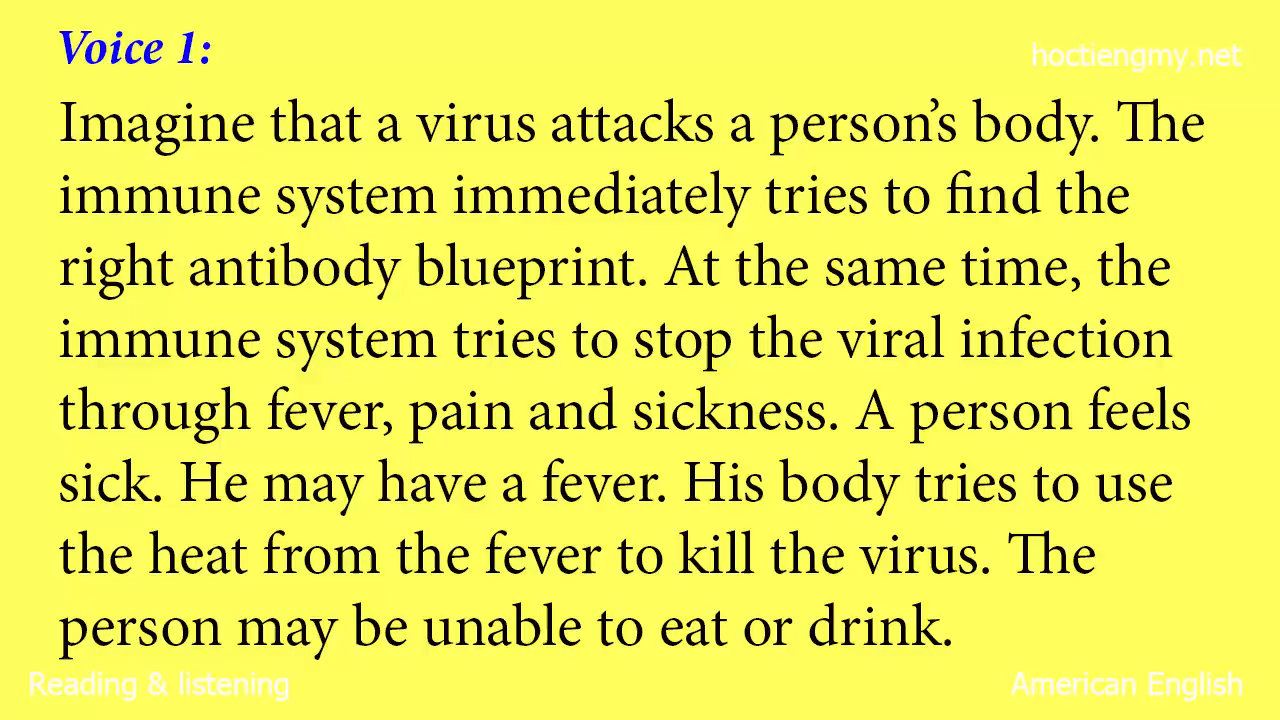 Voice 1:
hoctiengmy.net
Imagine that a virus attacks a person’s body. The
immune system immediately tries to find the
right antibody blueprint. At the same time, the
immune system tries to stop the viral infection
through fever, pain and sickness. A person feels
sick. He may have a fever. His body tries to use
the heat from the fever to kill the virus. The
person may be unable to eat or drink.
Reading & listening
American English